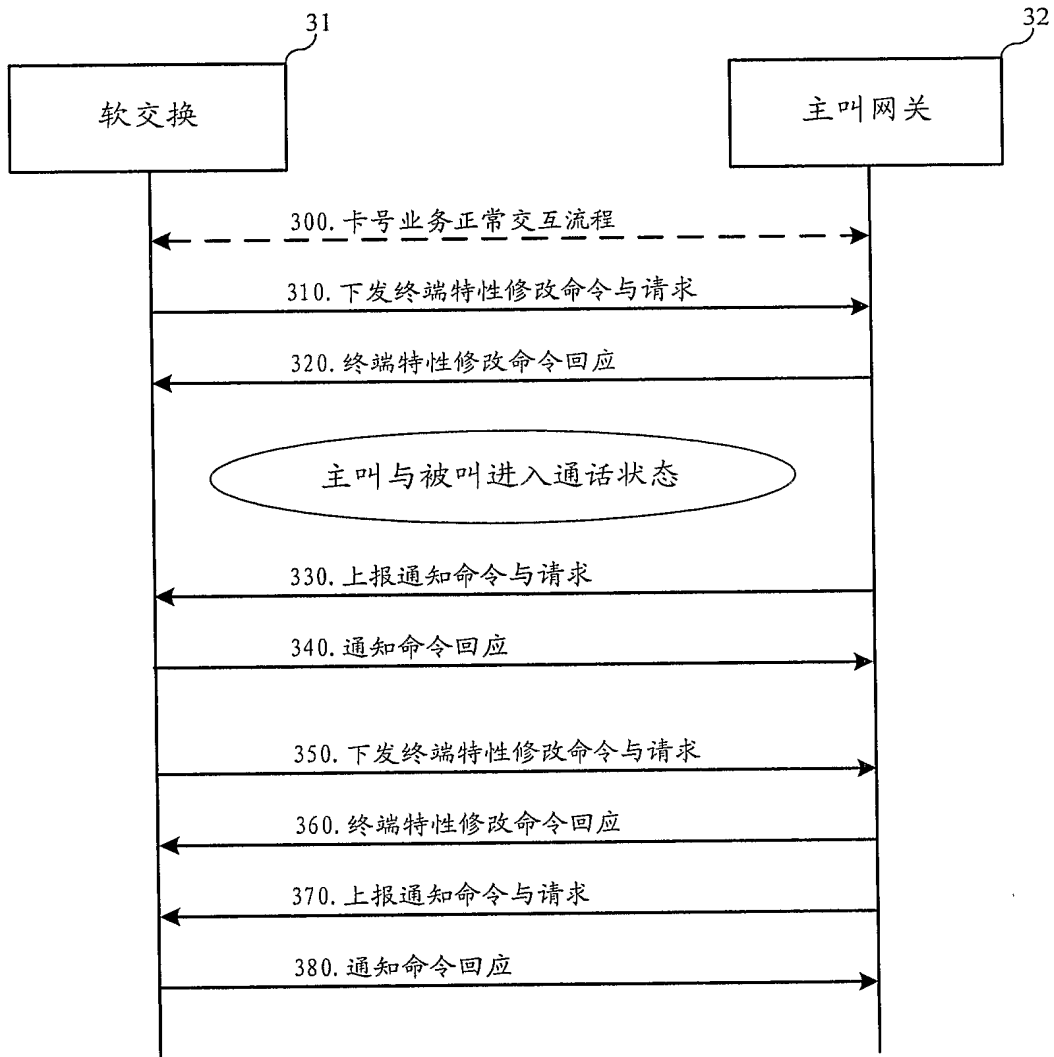 31
32
软交换
主叫网关
300.卡号业务正常交互流程
310.下发终端特性修改命令与请求
320.终端特性修改命令回应
主叫与被叫进入通话状态
330.上报通知命令与请求
340.通知命令回应
350.下发终端特性修改命令与请求
360.终端特性修改命令回应
370.上报通知命令与请求
380.通知命令回应